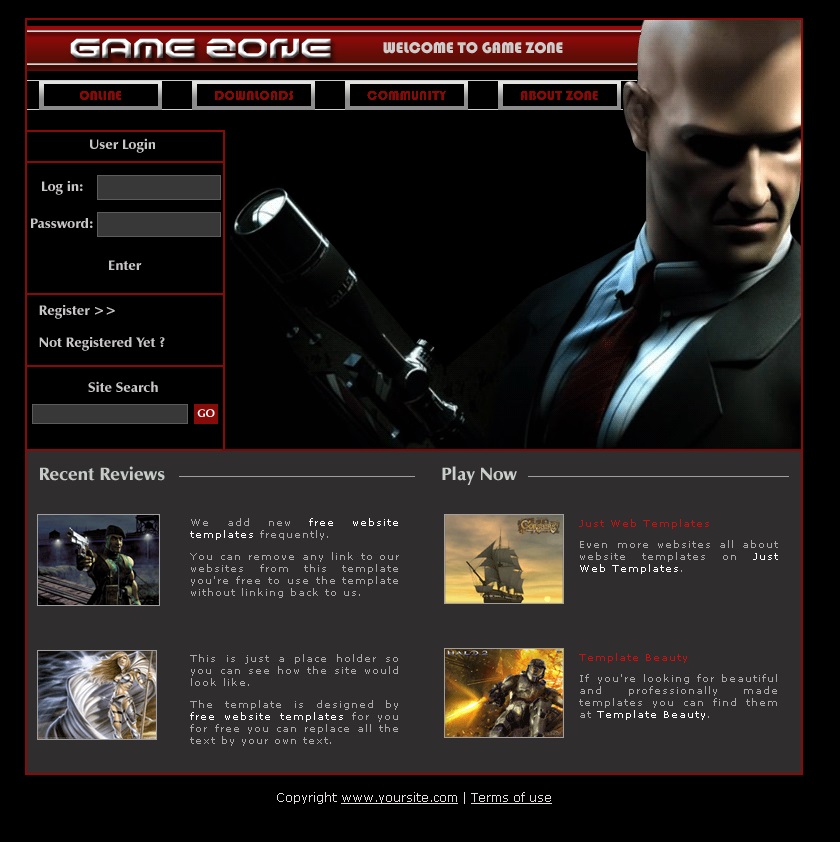 GAME ZONE
WELCOME TO GAME ZONE
ONLINE
DOWNLOADS
COMMUNITY
ABOUT ZONE
User Login
Log in:
Password:
Enter
Register >>
Not Registered Yet ?
Site Search
GO
Recent Reviews
We add new free website
templates frequently.
You can remove any link to our
websites from this template
you're free to use the template
without linking back to us.
This is just a place holder so
you can see how the site would
look like.
The template is designed by
free website templates for you
for free you can replace all the
text by your own text.
Play Now
Just Web Templates
Even more websites all about
website templates on Just
Web Templates.
HALO 2
Template Beauty
If you're looking for beautiful
and professionally made
templates you can find them
at Template Beauty.
Copyright www.yoursite.com | Terms of use